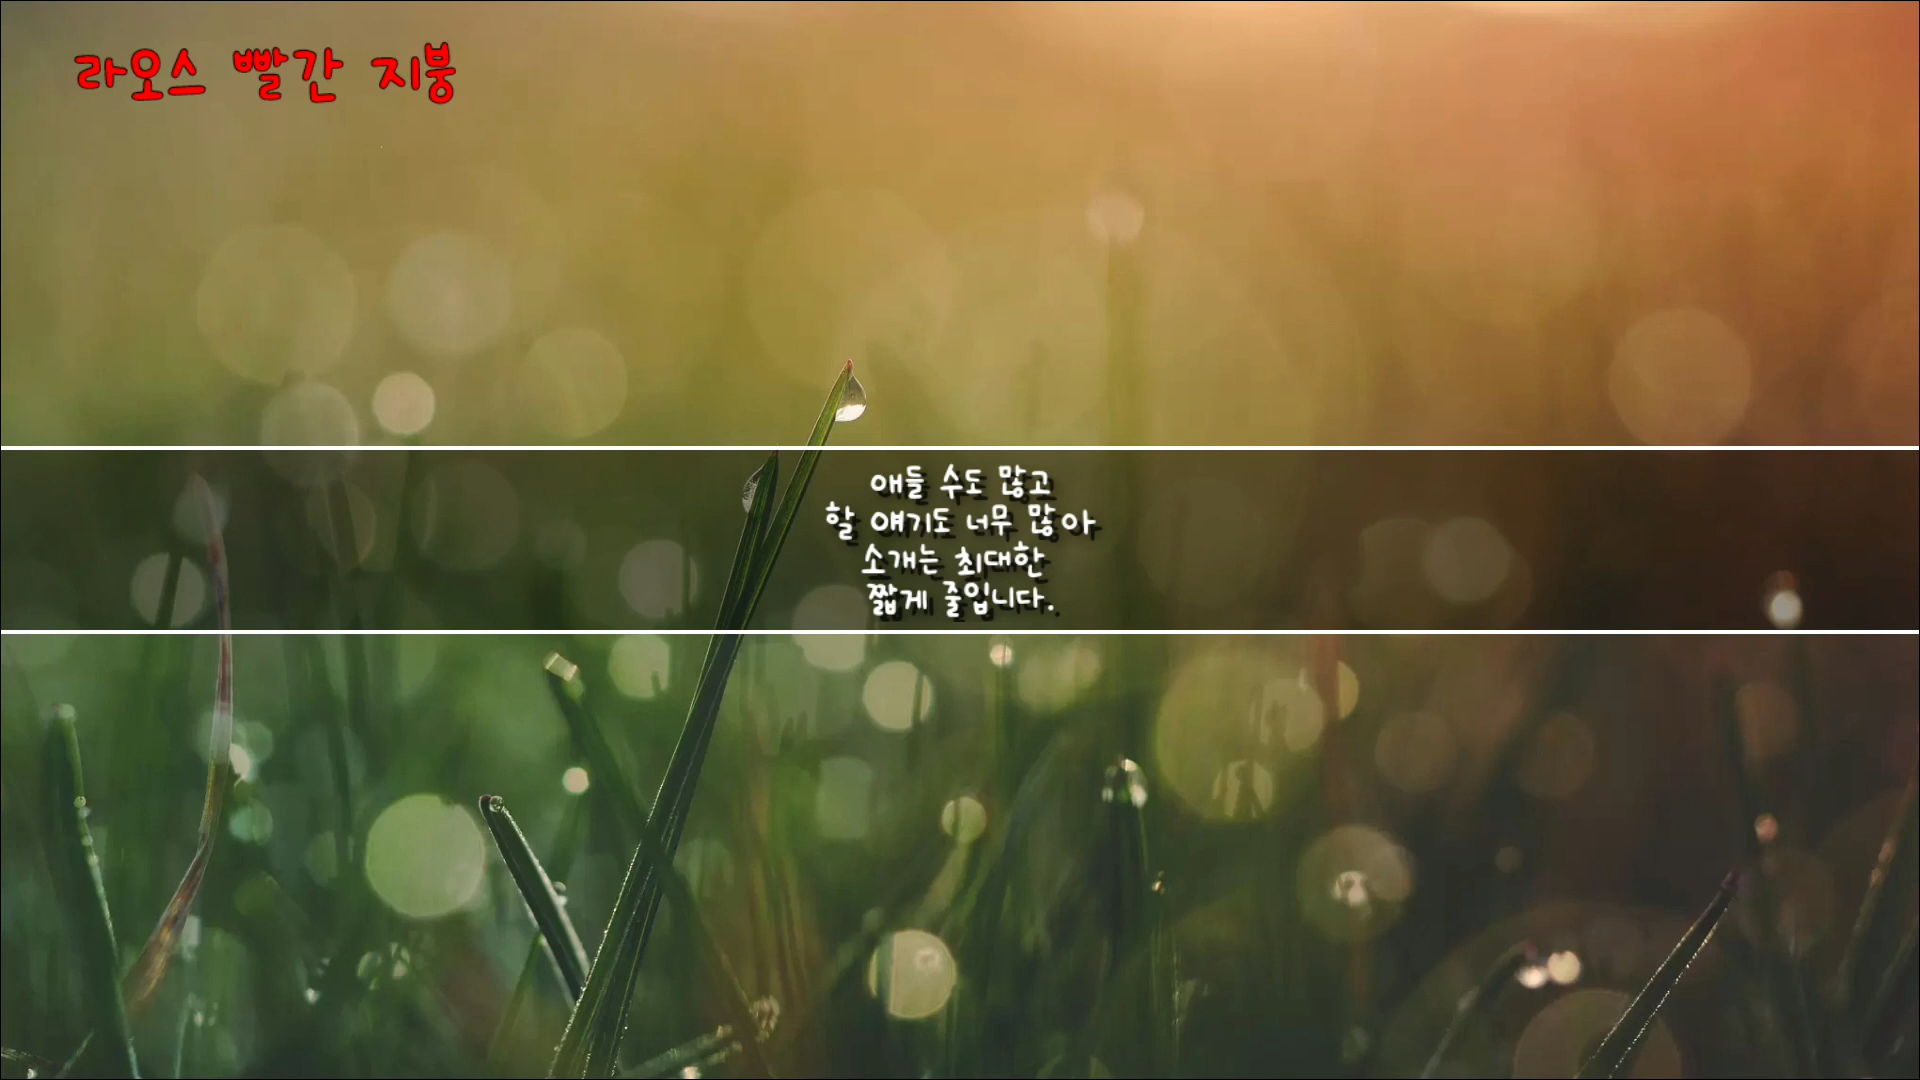 라오스 빨간 지붕
애들 수도 많고
할 얘기도 너무 많아
소개는 최대한
짧게 줄입니다.